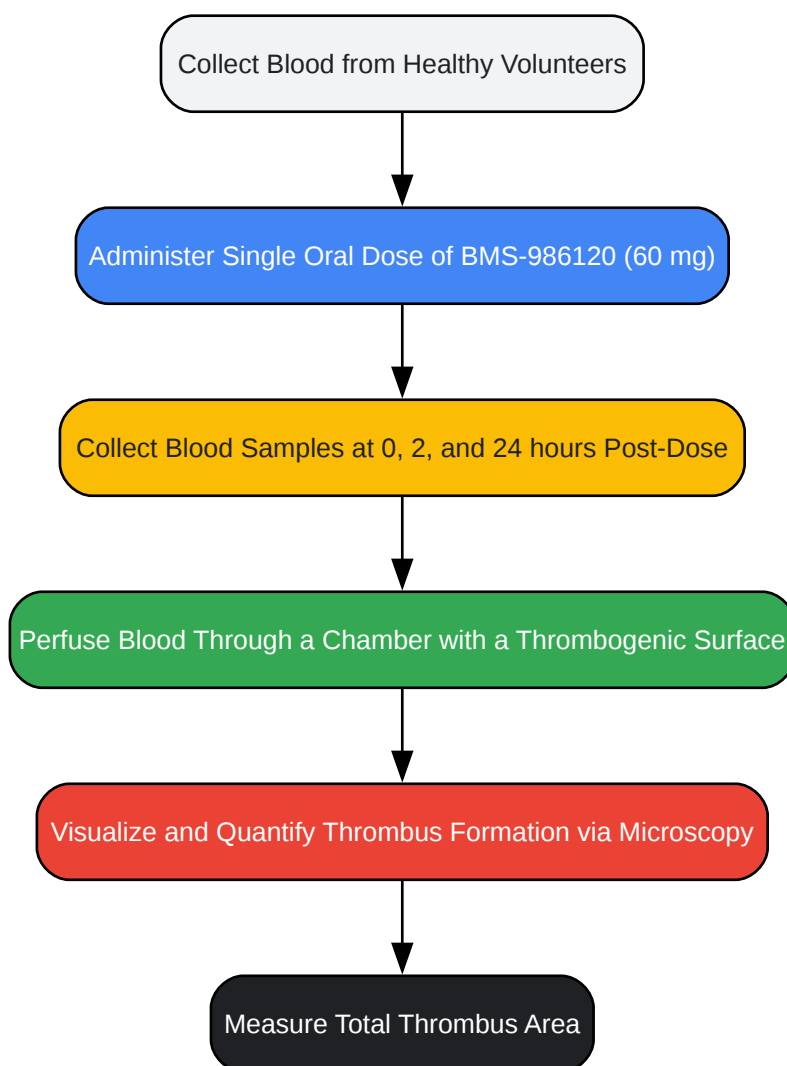 Collect Blood from Healthy Volunteers
Administer Single Oral Dose of BMS-986120 (60 mg)
Collect Blood Samples at 0, 2, and 24 hours Post-Dose
Perfuse Blood Through a Chamber with a Thrombogenic Surface
Visualize and Quantify Thrombus Formation via Microscopy
Measure Total Thrombus Area